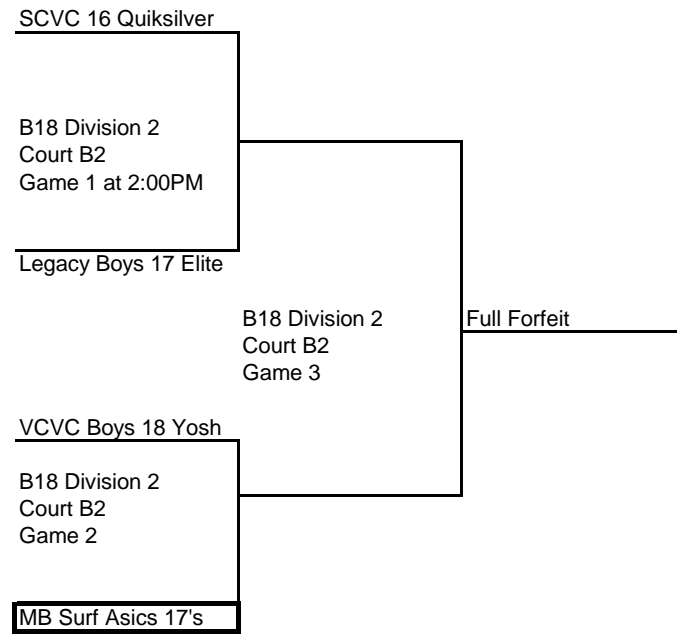 SCVC 16 Quiksilver
B18 Division 2
Court B2
Game 1 at 2:00PM
Legacy Boys 17 Elite
B18 Division 2
Court B2
Game 3
Full Forfeit
VCVC Boys 18 Yosh
B18 Division 2
Court B2
Game 2
MB Surf Asics 17's